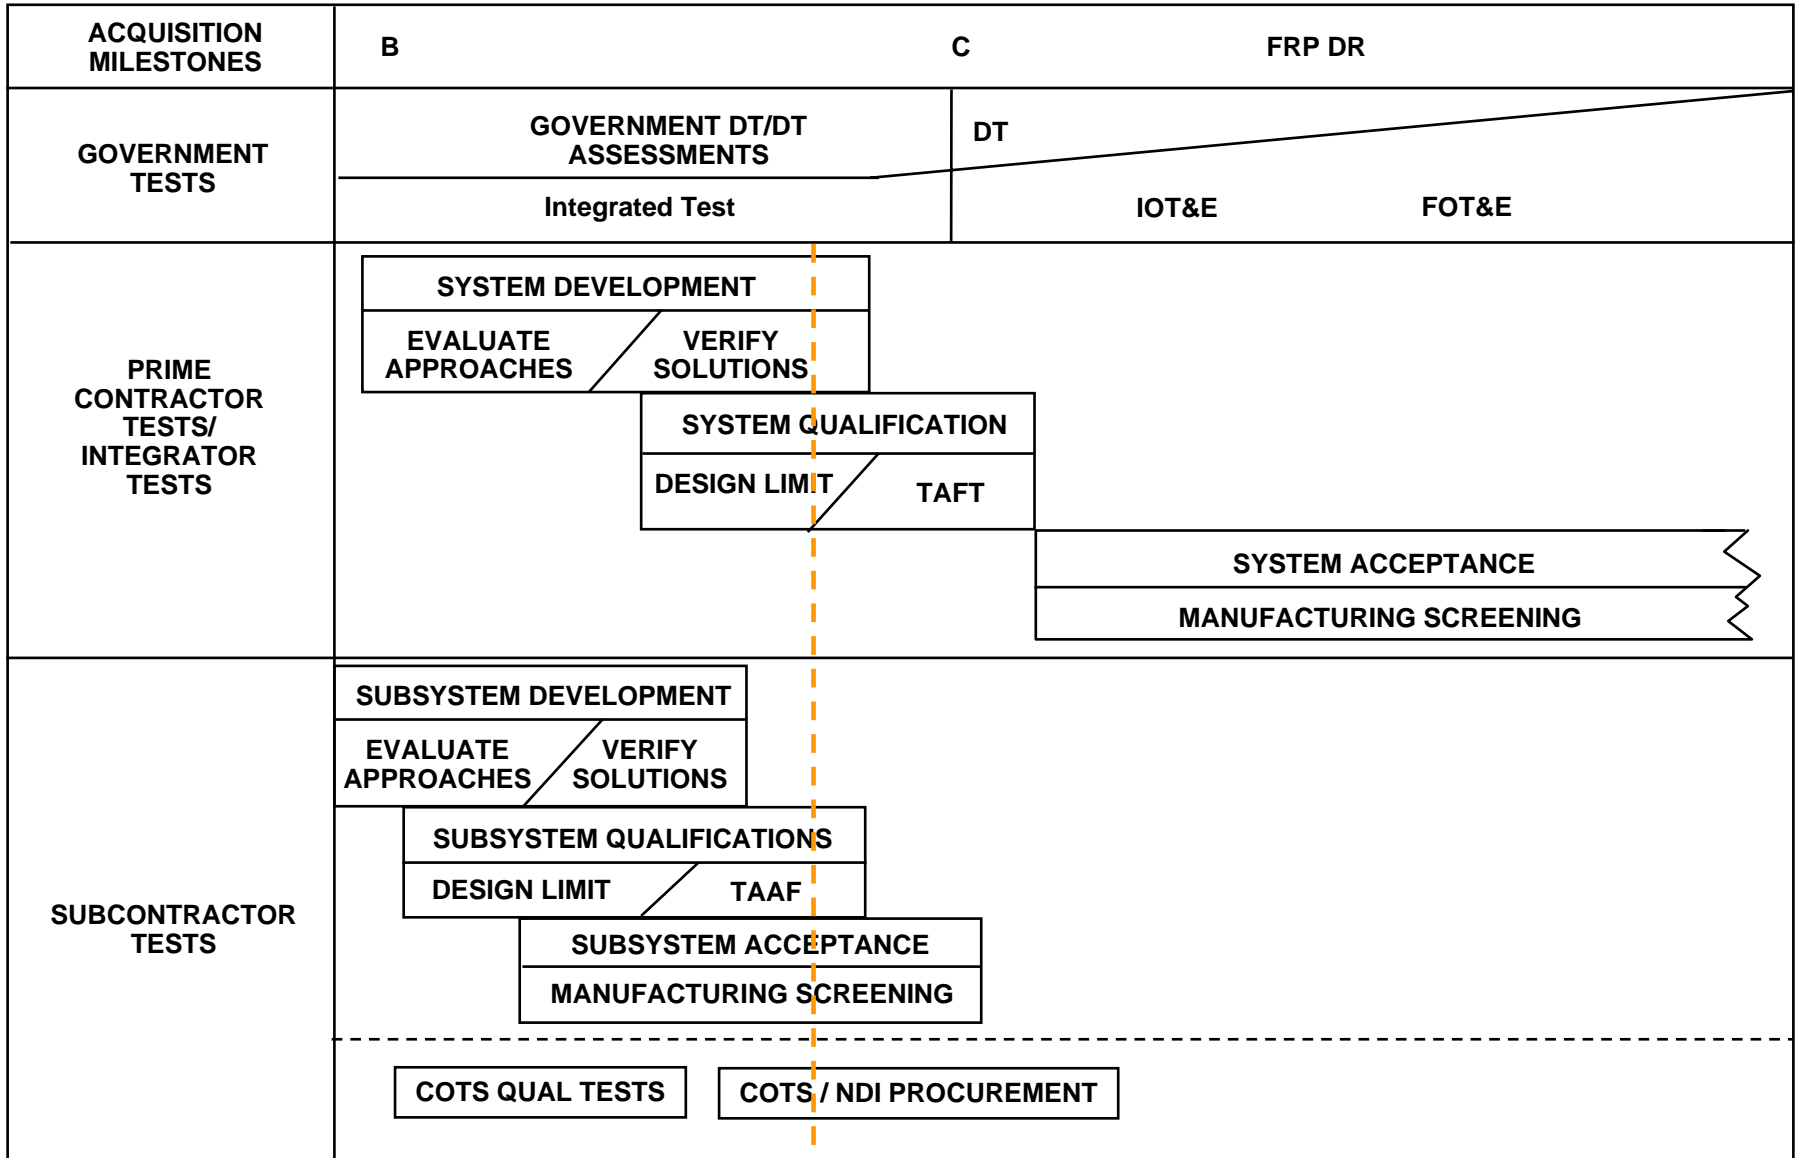 ACQUISITION
MILESTONES
B
C
FRP DR
GOVERNMENT
TESTS
GOVERNMENT DT/DT
ASSESSMENTS
DT
Integrated Test
IOT&E
FOT&E
PRIME
CONTRACTOR
TESTS/
INTEGRATOR
TESTS
SYSTEM DEVELOPMENT
EVALUATE
APPROACHES
VERIFY
SOLUTIONS
SYSTEM QUALIFICATION
DESIGN LIMIT
TAFT
SYSTEM ACCEPTANCE
MANUFACTURING SCREENING
SUBCONTRACTOR
TESTS
SUBSYSTEM DEVELOPMENT
EVALUATE
APPROACHES
VERIFY
SOLUTIONS
SUBSYSTEM QUALIFICATIONS
DESIGN LIMIT
TAAF
SUBSYSTEM ACCEPTANCE
MANUFACTURING SCREENING
COTS QUAL TESTS
COTS / NDI PROCUREMENT